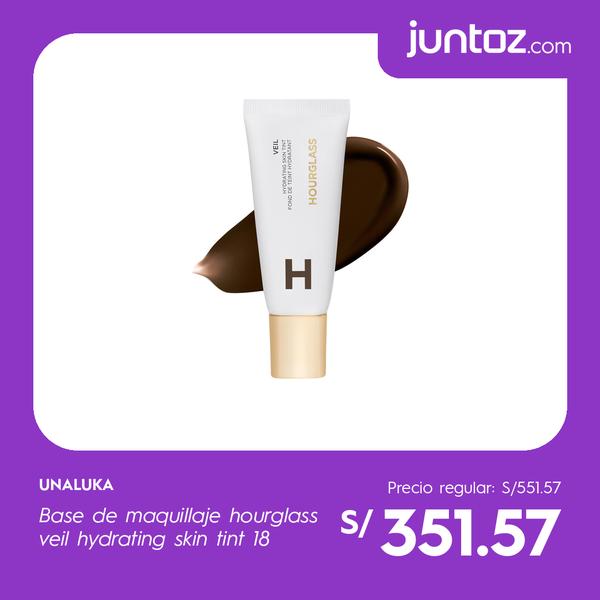 juntoz.com
VEIL
HYDRATING SKIN TINT
FOND DE TEINT HYDRATANT
HOURGLASS
H
UNALUKA
Base de maquillaje hourglass
veil hydrating skin tint 18
Precio regular: S/551.57
S/ 351.57